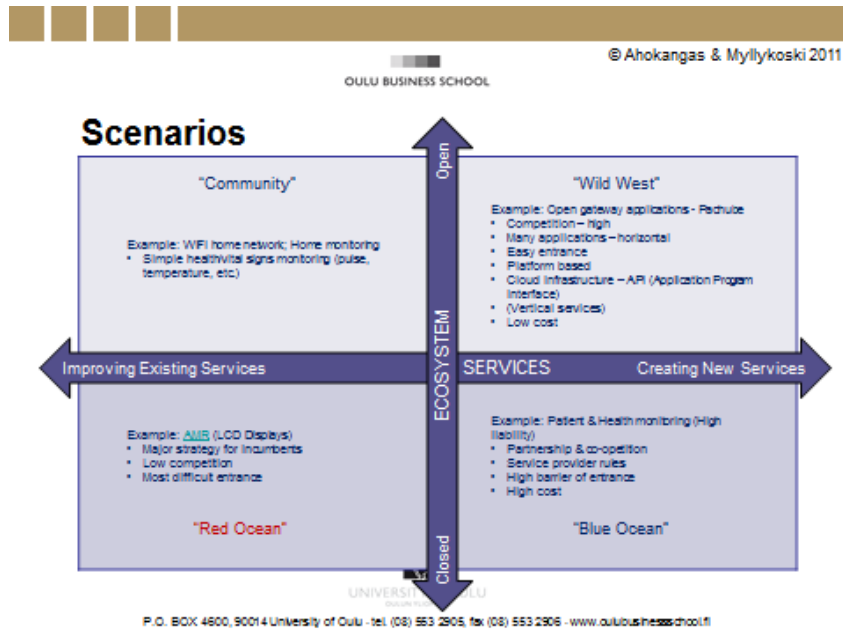 © Ahokangas & Myllykoski 2011
OULU BUSINESS SCHOOL
Scenarios
Open
"Community"
Example: WIFI home network; Home monitoring
• Simple health/vital signs monitoring (pulse,
temperature, etc.)
"Wild West"
Example: Open gateway applications - Pachube
• Competition – high
• Many applications – horizontal
• Easy entrance
• Platform based
• Cloud Infrastructure – API (Application Program
Interface)
• (Vertical services)
• Low cost
ECOSYSTEM
Improving Existing Services
SERVICES
Creating New Services
Example: AMR (LCD Displays)
• Major strategy for incumbents
• Low competition
• Most difficult entrance
"Red Ocean"
Example: Patient & Health monitoring (High
liability)
• Partnership & co-opetition
• Service provider rules
• High barrier of entrance
• High cost
"Blue Ocean"
Closed
P.O. BOX 4600, 90014 University of Oulu - tel. (08) 553 2905, fax (08) 553 2906 - www.oulubusinessschool.fi